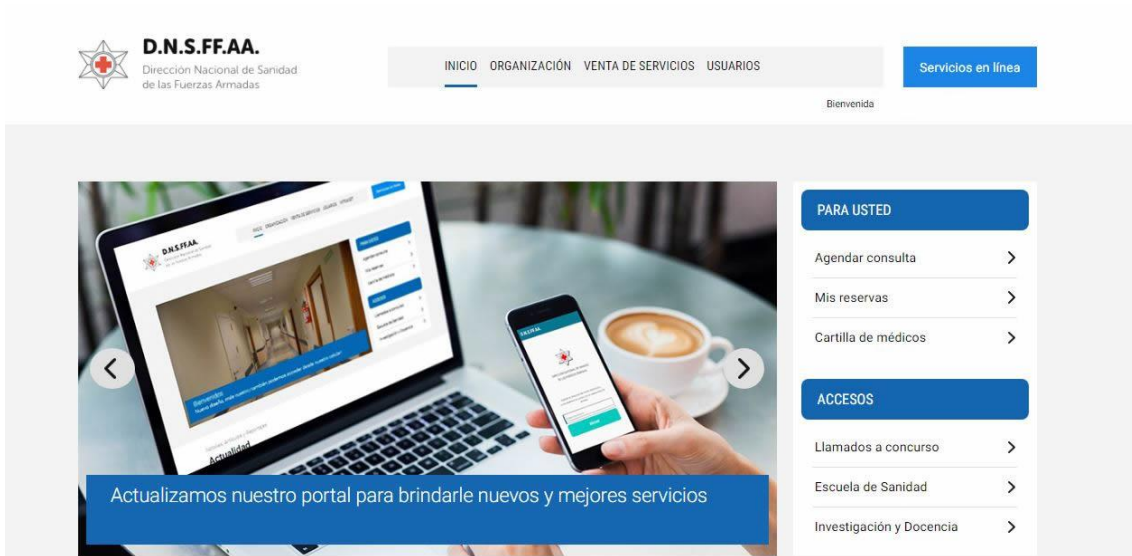 D.N.S.FF.AA.
Dirección Nacional de Sanidad
de las Fuerzas Armadas
INICIO ORGANIZACIÓN VENTA DE SERVICIOS USUARIOS
Servicios en línea
Bienvenida
D.N.S.FF.AA.
Actualidad
Actualizamos nuestro portal para brindarle nuevos y mejores servicios
PARA USTED
Agendar consulta
Mis reservas
Cartilla de médicos
ACCESOS
Llamados a concurso
Escuela de Sanidad
Investigación y Docencia